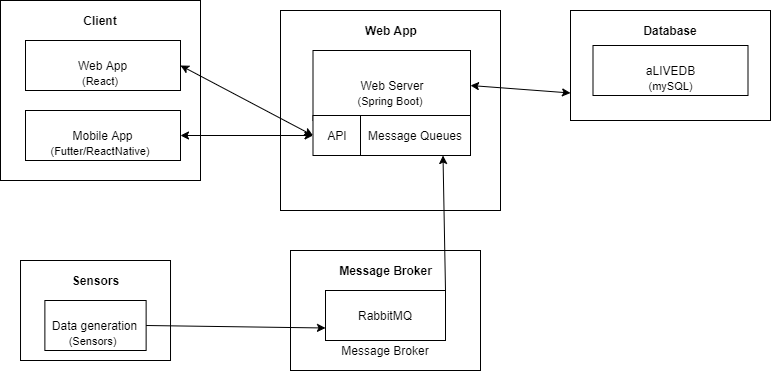 Client
Web App
(React)
Mobile App
(Futter/ReactNative)
Web App
Web Server
(Spring Boot)
API
Message Queues
Database
aLIVEDB
(mySQL)
Sensors
Data generation
(Sensors)
Message Broker
RabbitMQ
Message Broker